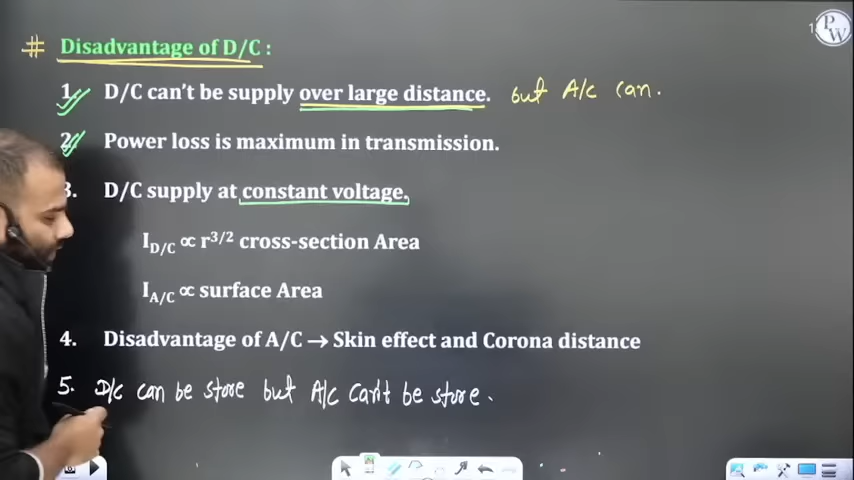 # Disadvantage of D/C :
1. D/C can't be supply over large distance. but A/c can.
2. Power loss is maximum in transmission.
3. D/C supply at constant voltage.
I_D/C ∝ r^3/2 cross-section Area
I_A/C ∝ surface Area
4. Disadvantage of A/C → Skin effect and Corona distance
5. D/c can be store but A/c can't be store.
PW